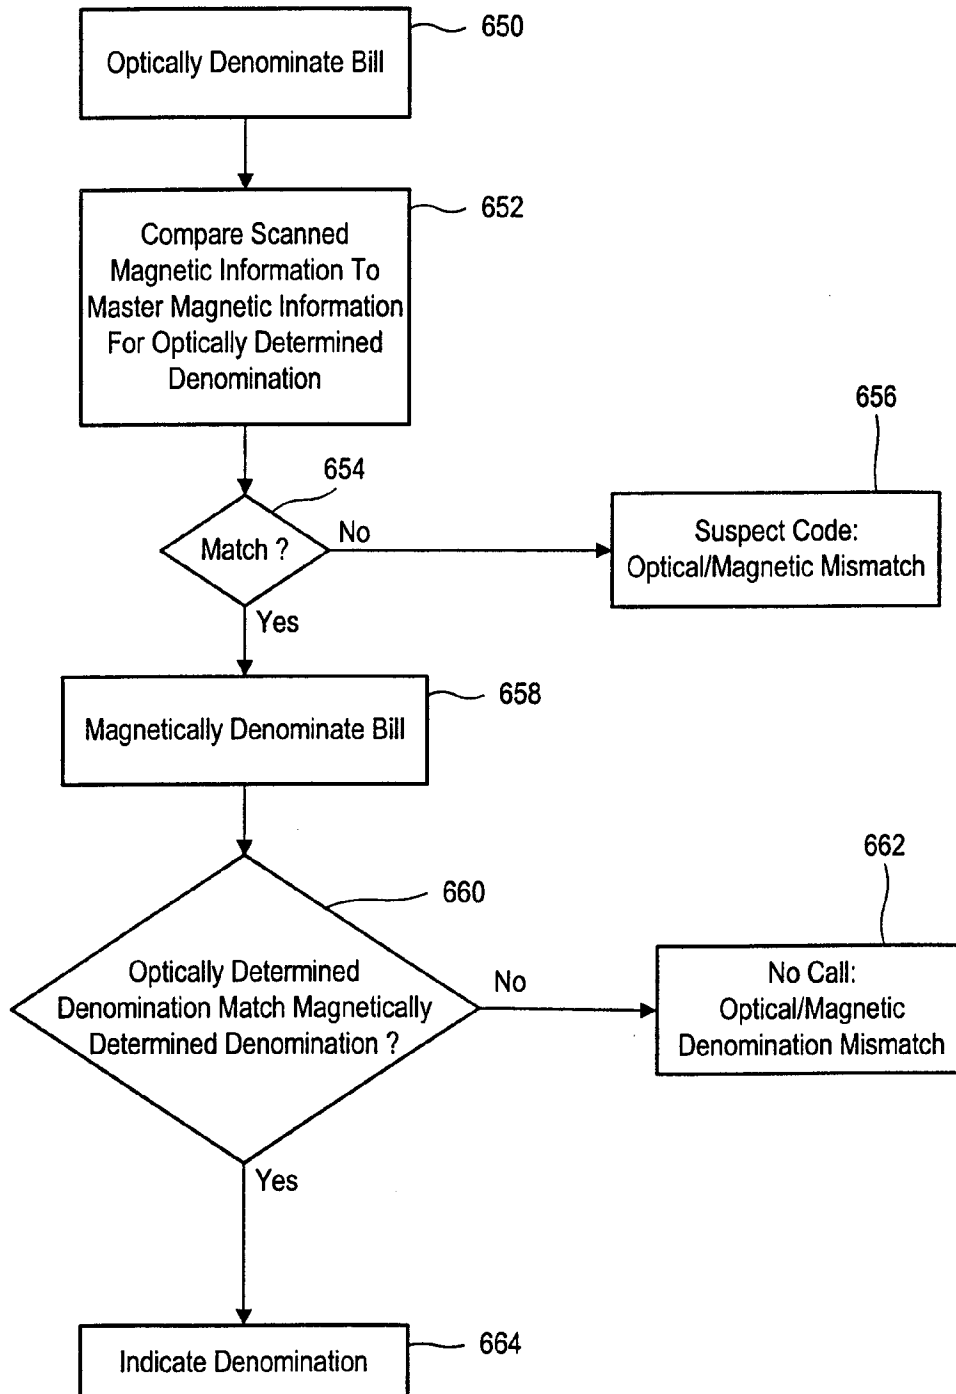 650
Optically Denominate Bill
652
Compare Scanned
Magnetic Information To
Master Magnetic Information
For Optically Determined
Denomination
656
654
Match ?
No
Suspect Code:
Optical/Magnetic Mismatch
Yes
658
Magnetically Denominate Bill
662
660
Optically Determined
Denomination Match Magnetically
Determined Denomination ?
No
No Call:
Optical/Magnetic
Denomination Mismatch
Yes
664
Indicate Denomination